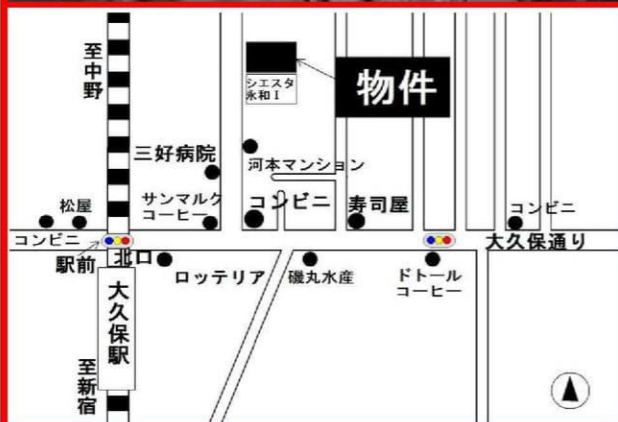 至中野
シエスタ
永和Ⅰ
物件
三好病院
河本マンション
サンマルク
コーヒー
コンビニ
寿司屋
松屋
コンビニ
コンビニ
大久保通り
駅前
北口
ロッテリア
磯丸水産
ドトール
コーヒー
大久保駅
至新宿